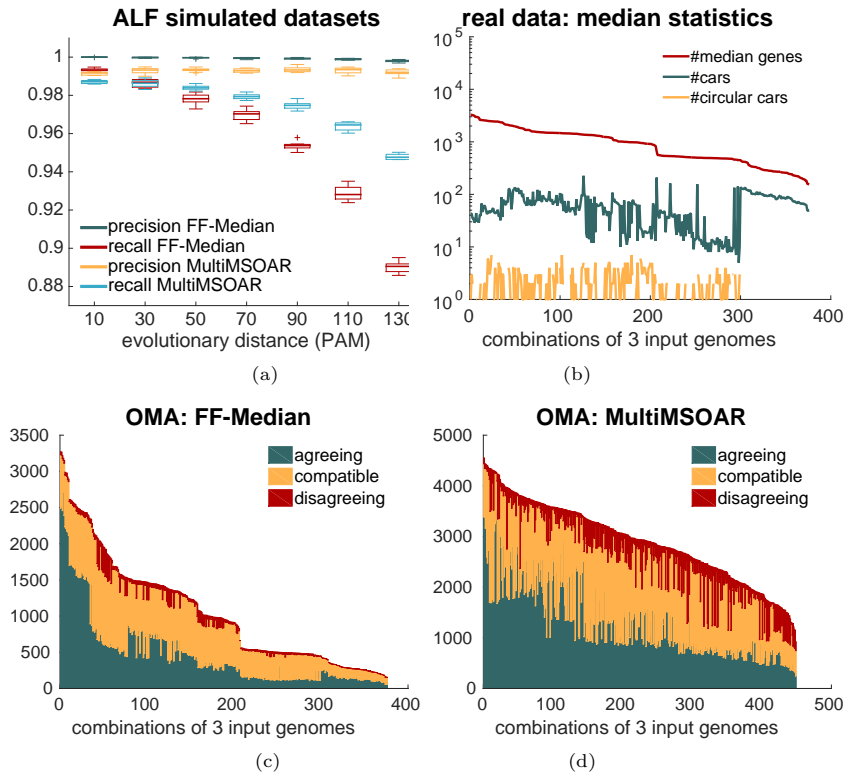 ALF simulated datasets
1
0.98
0.96
0.94
0.92
0.9
0.88
precision FF-Median
recall FF-Median
precision MultiMSOAR
recall MultiMSOAR
10 30 50 70 90 110 130
evolutionary distance (PAM)
(a)
real data: median statistics
10^5
10^4
10^3
10^2
10^1
10^0
#median genes
#cars
#circular cars
0 100 200 300 400
combinations of 3 input genomes
(b)
OMA: FF-Median
3500
3000
2500
2000
1500
1000
500
0
agreeing
compatible
disagreeing
0 100 200 300 400
combinations of 3 input genomes
(c)
OMA: MultiMSOAR
5000
4000
3000
2000
1000
0
agreeing
compatible
disagreeing
0 100 200 300 400 500
combinations of 3 input genomes
(d)